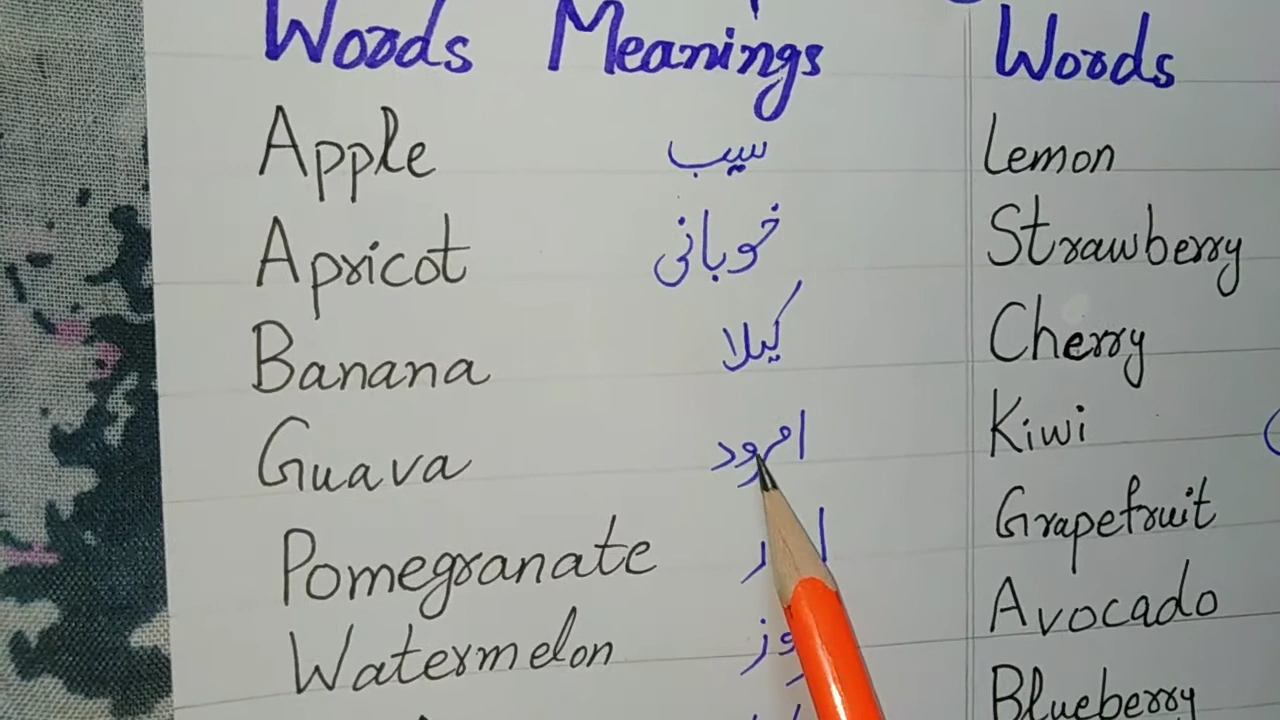 Words Meanings Words
Apple سیب Lemon
Apricot خوبانی Strawberry
Banana کیلا Cherry
Guava امرود Kiwi
Pomegranate Grapefruit
Watermelon Avocado
Blueberry